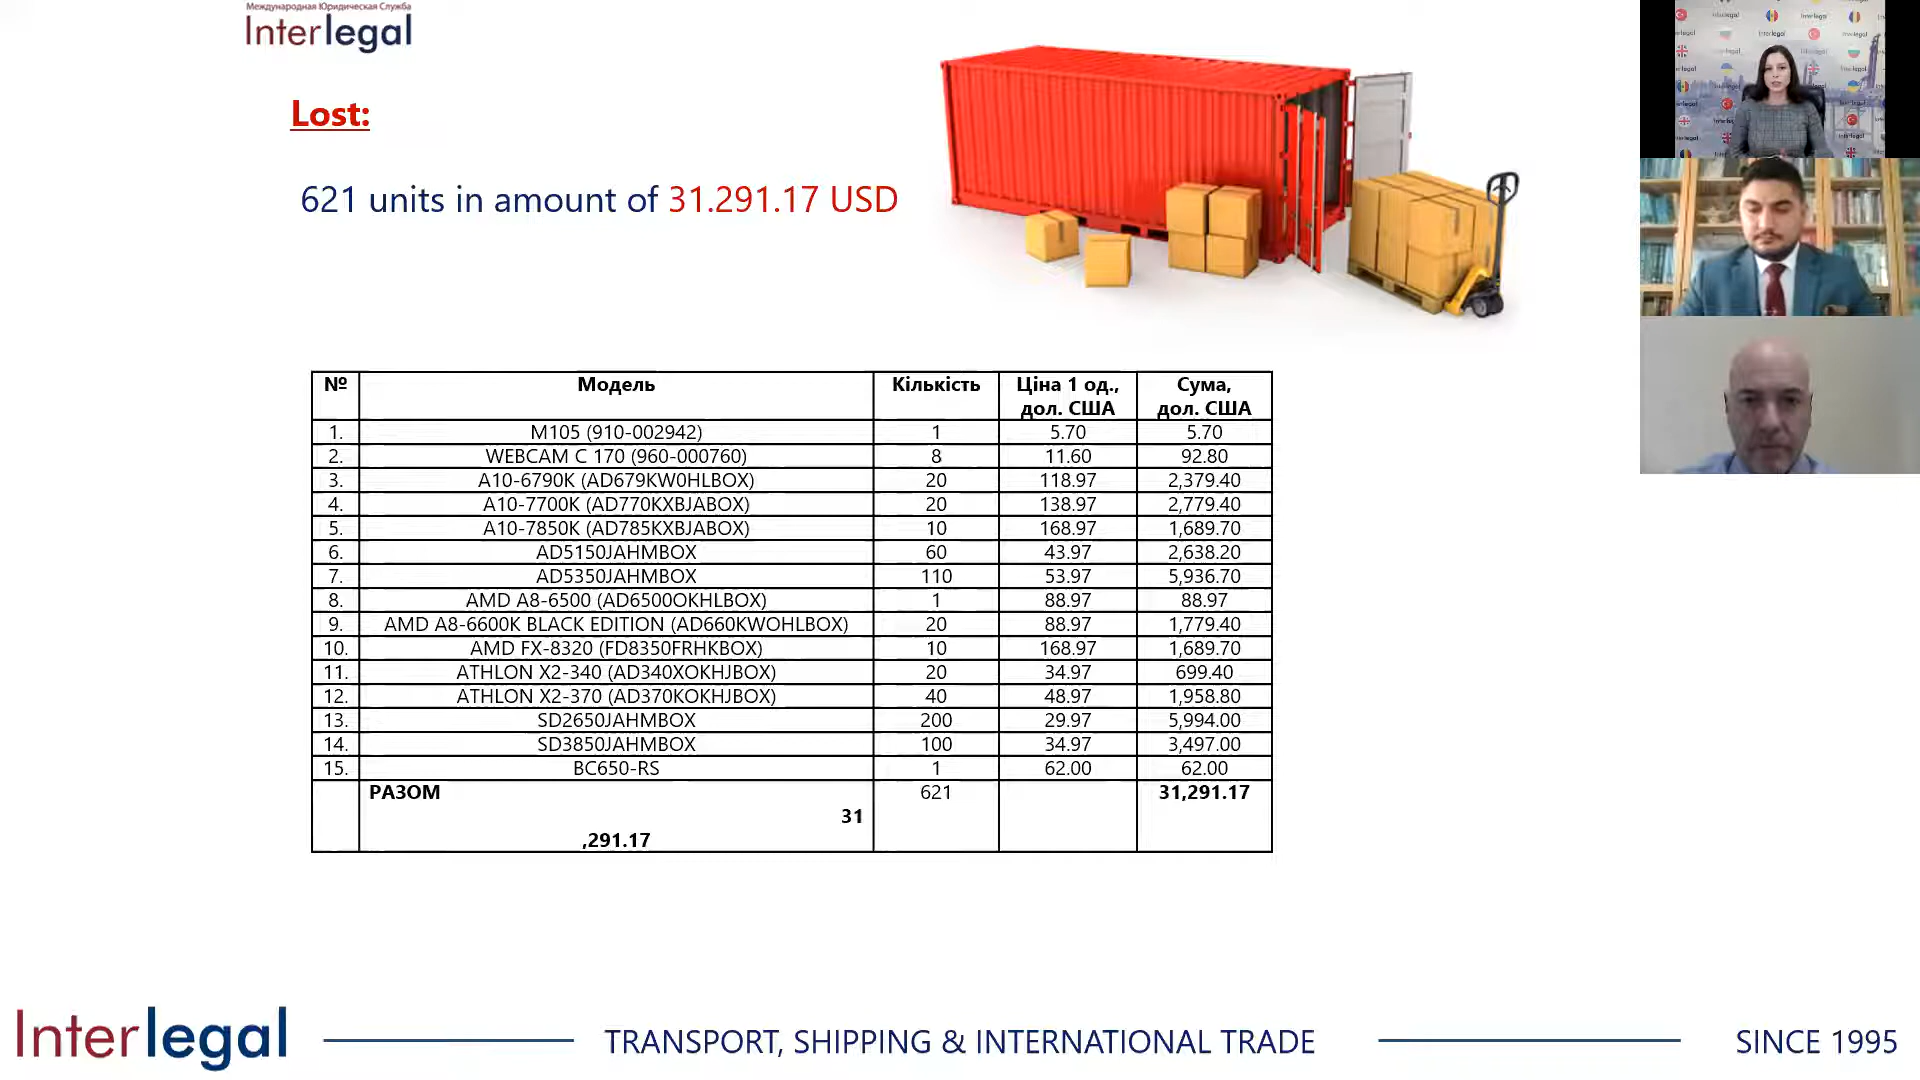 Международная Юридическая Служба
Interlegal
Lost:
621 units in amount of 31.291.17 USD
№ Модель Кількість Ціна 1 од., дол. США Сума, дол. США
1. M105 (910-002942) 1 5.70 5.70
2. WEBCAM C 170 (960-000760) 8 11.60 92.80
3. A10-6790K (AD679KW0HLBOX) 20 118.97 2,379.40
4. A10-7700K (AD770KXBJABOX) 20 138.97 2,779.40
5. A10-7850K (AD785KXBJABOX) 10 168.97 1,689.70
6. AD5150JAHMBOX 60 43.97 2,638.20
7. AD5350JAHMBOX 110 53.97 5,936.70
8. AMD A8-6500 (AD6500OKHLBOX) 1 88.97 88.97
9. AMD A8-6600K BLACK EDITION (AD660KWOHLBOX) 20 88.97 1,779.40
10. AMD FX-8320 (FD8350FRHKBOX) 10 168.97 1,689.70
11. ATHLON X2-340 (AD340XOKHJBOX) 20 34.97 699.40
12. ATHLON X2-370 (AD370KOKHJBOX) 40 48.97 1,958.80
13. SD2650JAHMBOX 200 29.97 5,994.00
14. SD3850JAHMBOX 100 34.97 3,497.00
15. BC650-RS 1 62.00 62.00
РАЗОМ 621 31,291.17
31
,291.17
Interlegal TRANSPORT, SHIPPING & INTERNATIONAL TRADE SINCE 1995